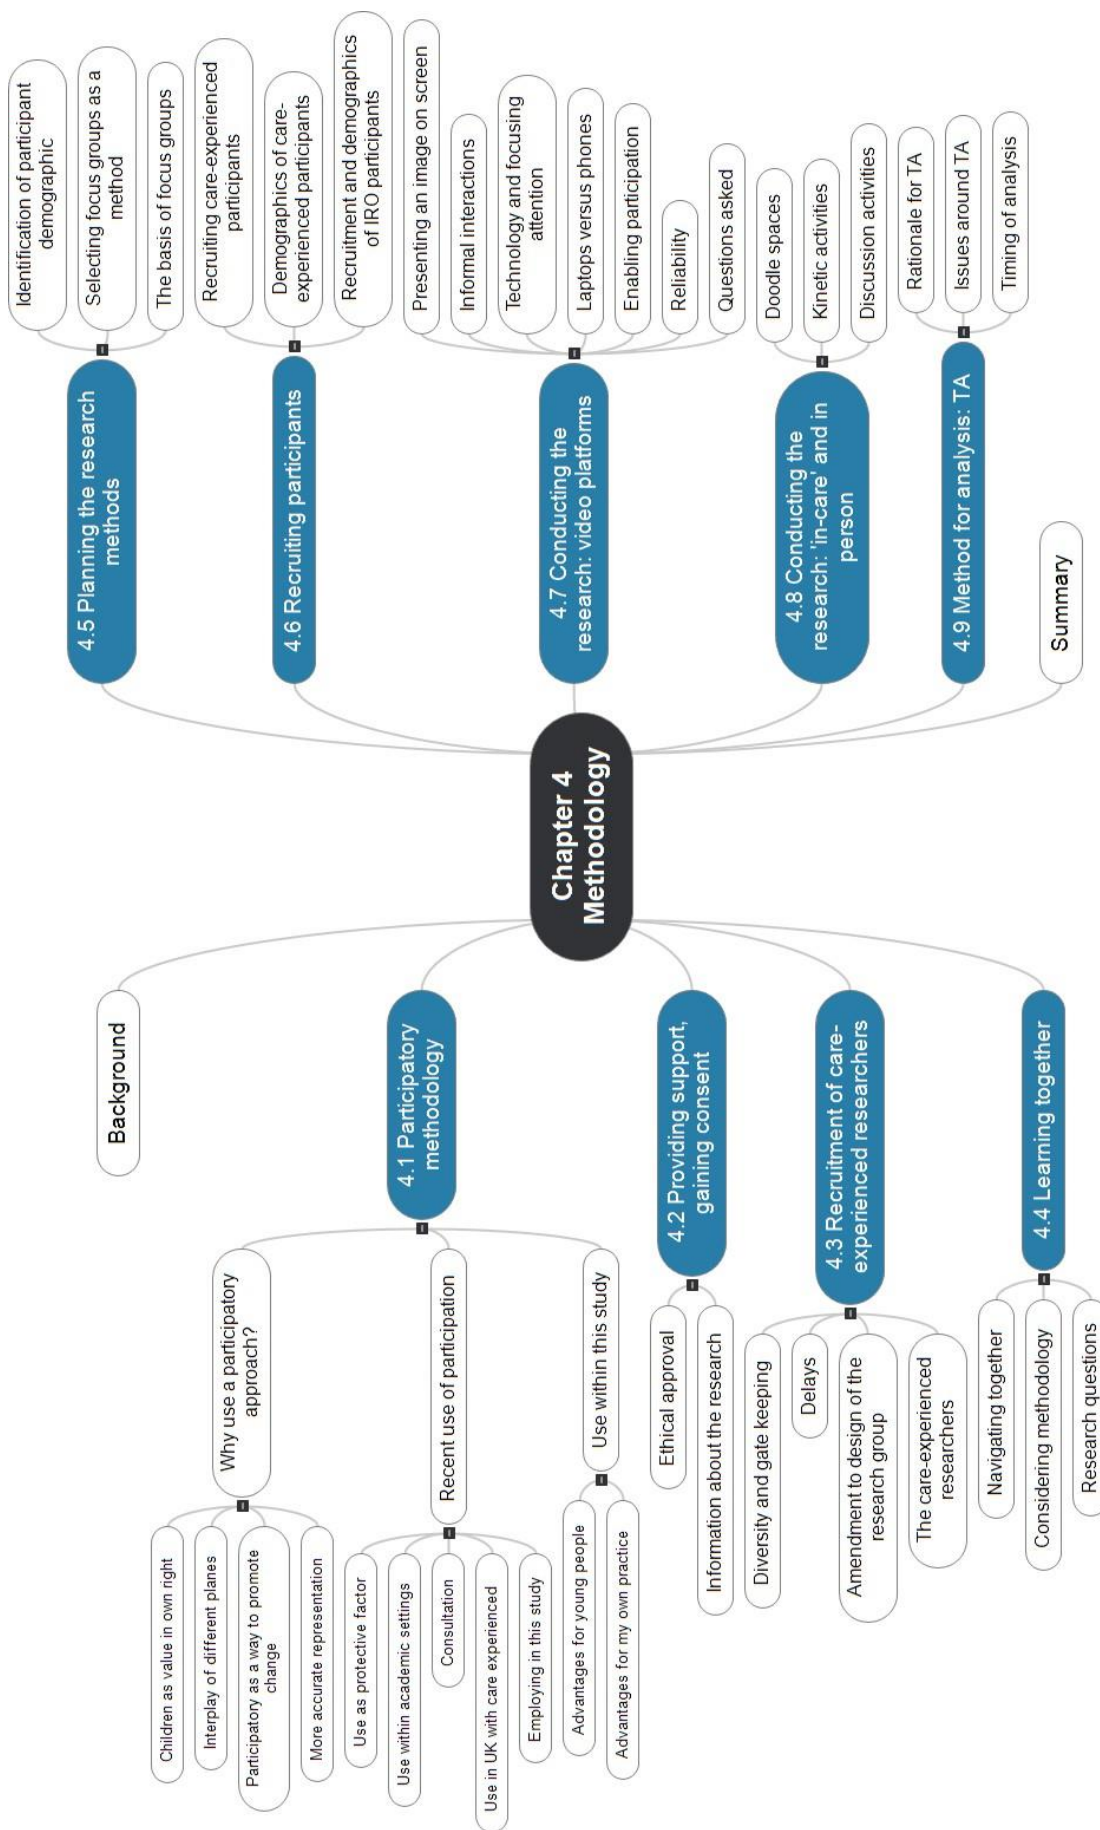 Chapter 4
Methodology
Background
4.1 Participatory
methodology
Why use a participatory
approach?
Children as value in own right
Interplay of different planes
Participatory as a way to promote
change
More accurate representation
Recent use of participation
Use as protective factor
Use within academic settings
Consultation
Use in UK with care experienced
Employing in this study
Use within this study
Advantages for young people
Advantages for my own practice
4.2 Providing support,
gaining consent
Ethical approval
Information about the research
4.3 Recruitment of care-
experienced researchers
Diversity and gate keeping
Delays
Amendment to design of the
research group
The care-experienced
researchers
4.4 Learning together
Navigating together
Considering methodology
Research questions
4.5 Planning the research
methods
Identification of participant
demographic
Selecting focus groups as a
method
The basis of focus groups
4.6 Recruiting participants
Recruiting care-experienced
participants
Demographics of care-
experienced participants
Recruitment and demographics
of IRO participants
4.7 Conducting the
research: video platforms
Presenting an image on screen
Informal interactions
Technology and focusing
attention
Laptops versus phones
Enabling participation
Reliability
Questions asked
4.8 Conducting the
research: 'in-care' and in
person
Doodle spaces
Kinetic activities
Discussion activities
4.9 Method for analysis: TA
Rationale for TA
Issues around TA
Timing of analysis
Summary